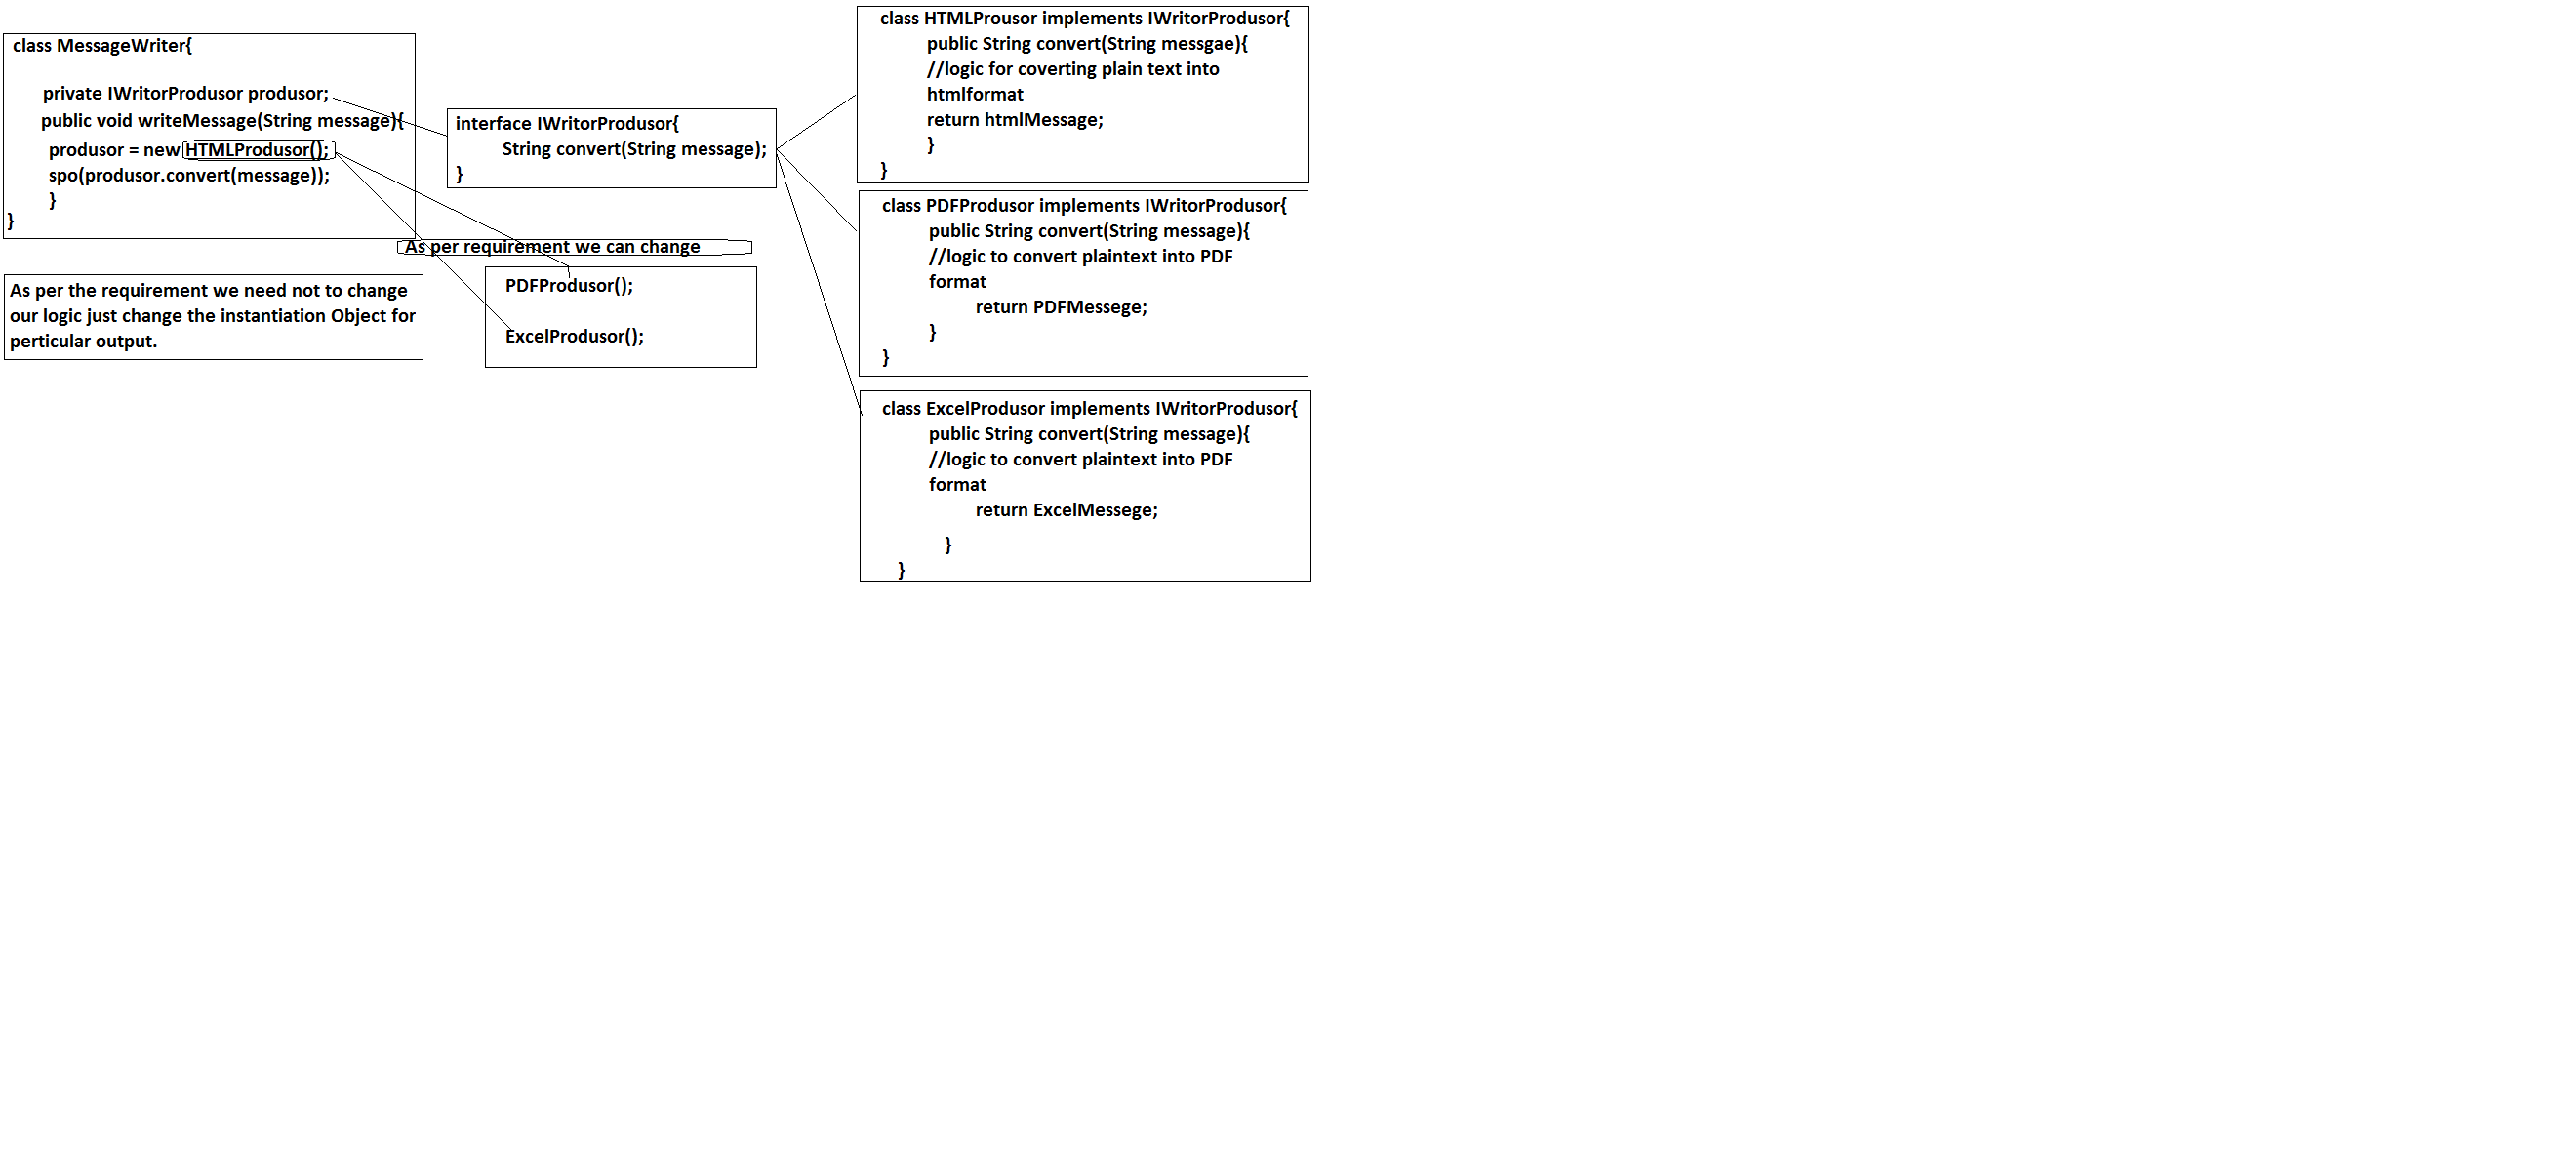 class MessageWriter{
private IWritorProdusor produsor;
public void writeMessage(String message){
produsor = new HTMLProdusor();
spo(produsor.convert(message));
}
}
As per the requirement we need not to change
our logic just change the instantiation Object for
perticular output.
interface IWritorProdusor{
String convert(String message);
}
As per requirement we can change
PDFProdusor();
ExcelProdusor();
class HTMLProusor implements IWritorProdusor{
public String convert(String messgae){
//logic for coverting plain text into
htmlformat
return htmlMessage;
}
}
class PDFProdusor implements IWritorProdusor{
public String convert(String message){
//logic to convert plaintext into PDF
format
return PDFMessege;
}
}
class ExcelProdusor implements IWritorProdusor{
public String convert(String message){
//logic to convert plaintext into PDF
format
return ExcelMessege;
}
}